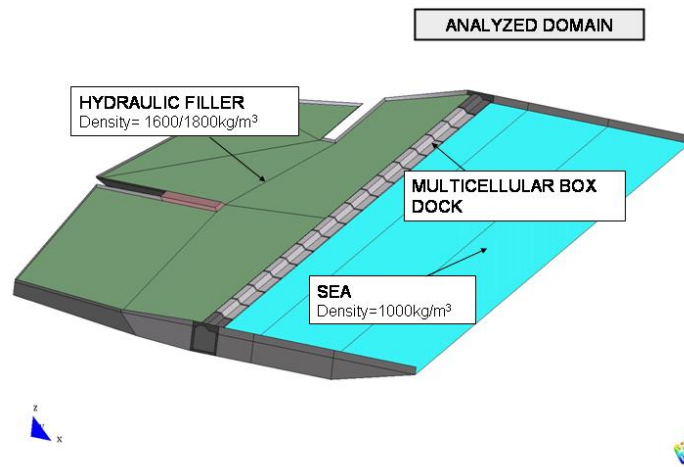 ANALYZED DOMAIN
HYDRAULIC FILLER
Density= 1600/1800kg/m³
MULTICELLULAR BOX
DOCK
SEA
Density=1000kg/m³
z
x